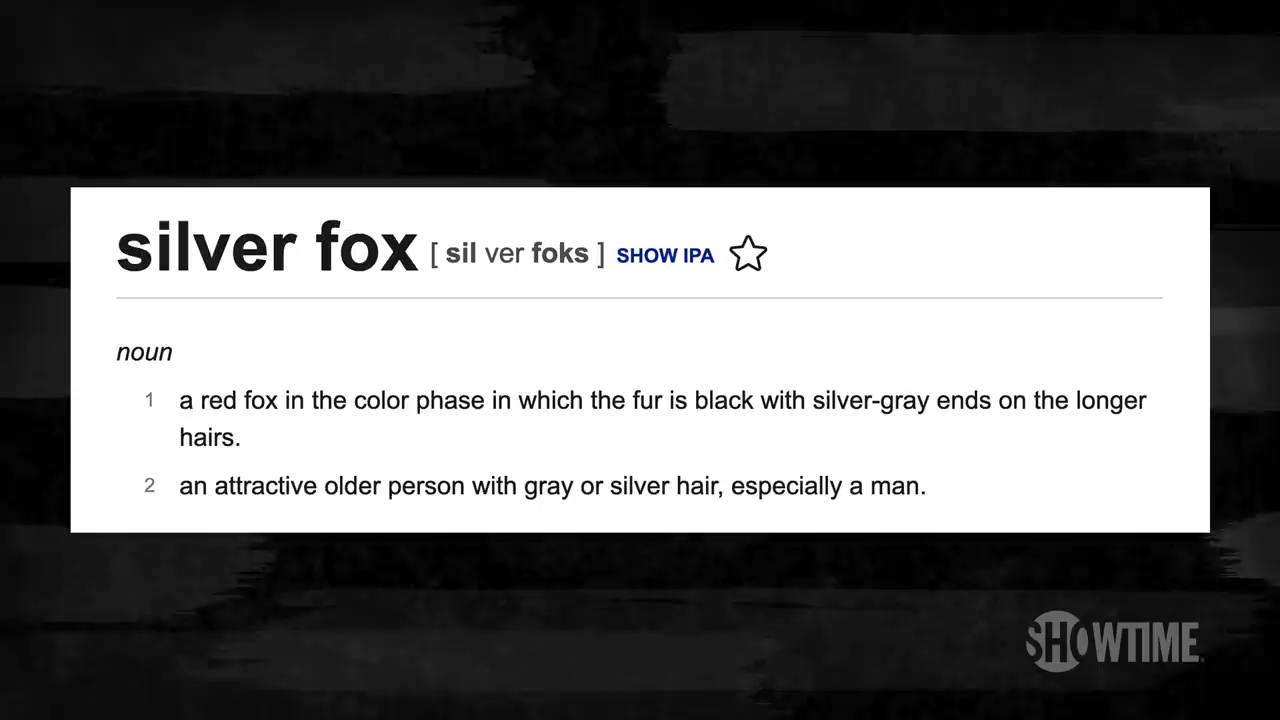 silver fox [ sil ver foks ] SHOW IPA
noun
1 a red fox in the color phase in which the fur is black with silver-gray ends on the longer
hairs.
2 an attractive older person with gray or silver hair, especially a man.
SHOWTIME